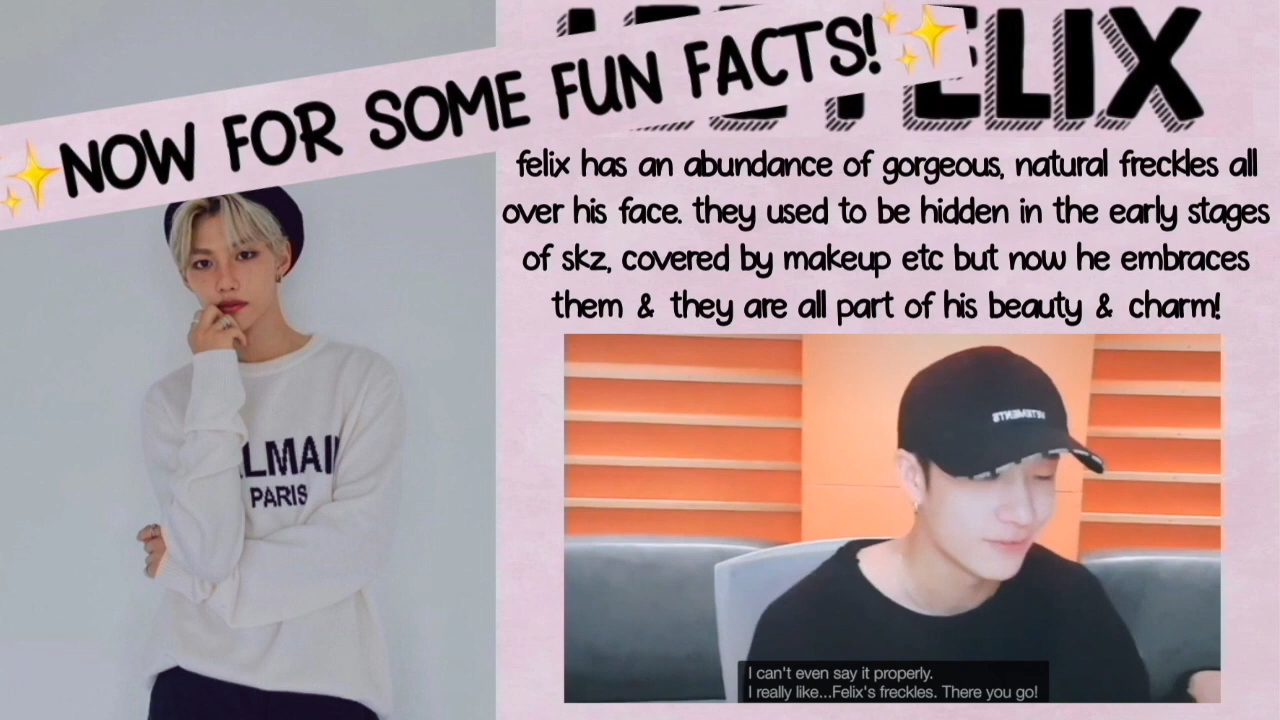 ✨NOW FOR SOME FUN FACTS!✨
FELIX
felix has an abundance of gorgeous, natural freckles all
over his face. they used to be hidden in the early stages
of skz, covered by makeup etc but now he embraces
them & they are all part of his beauty & charm!
LMAI
PARIS
VETEMENTS
I can't even say it properly.
I really like...Felix's freckles. There you go!